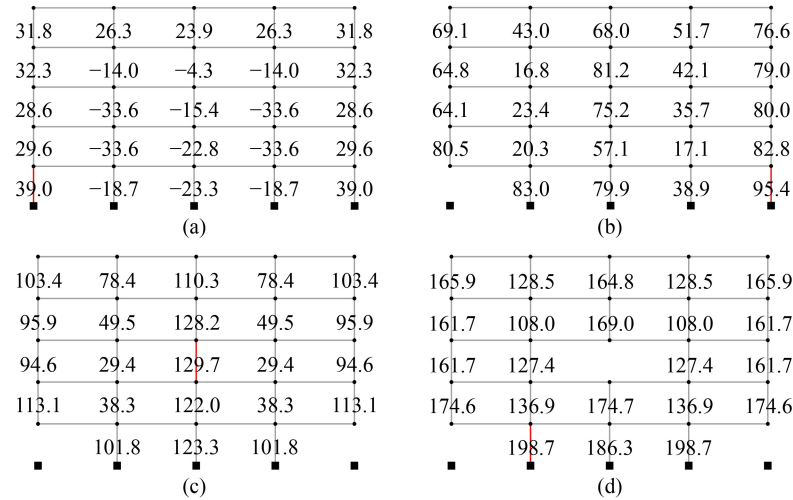 31.8 26.3 23.9 26.3 31.8
32.3 −14.0 −4.3 −14.0 32.3
28.6 −33.6 −15.4 −33.6 28.6
29.6 −33.6 −22.8 −33.6 29.6
39.0 −18.7 −23.3 −18.7 39.0
(a)
69.1 43.0 68.0 51.7 76.6
64.8 16.8 81.2 42.1 79.0
64.1 23.4 75.2 35.7 80.0
80.5 20.3 57.1 17.1 82.8
83.0 79.9 38.9 95.4
(b)
103.4 78.4 110.3 78.4 103.4
95.9 49.5 128.2 49.5 95.9
94.6 29.4 129.7 29.4 94.6
113.1 38.3 122.0 38.3 113.1
101.8 123.3 101.8
(c)
165.9 128.5 164.8 128.5 165.9
161.7 108.0 169.0 108.0 161.7
161.7 127.4 127.4 161.7
174.6 136.9 174.7 136.9 174.6
198.7 186.3 198.7
(d)